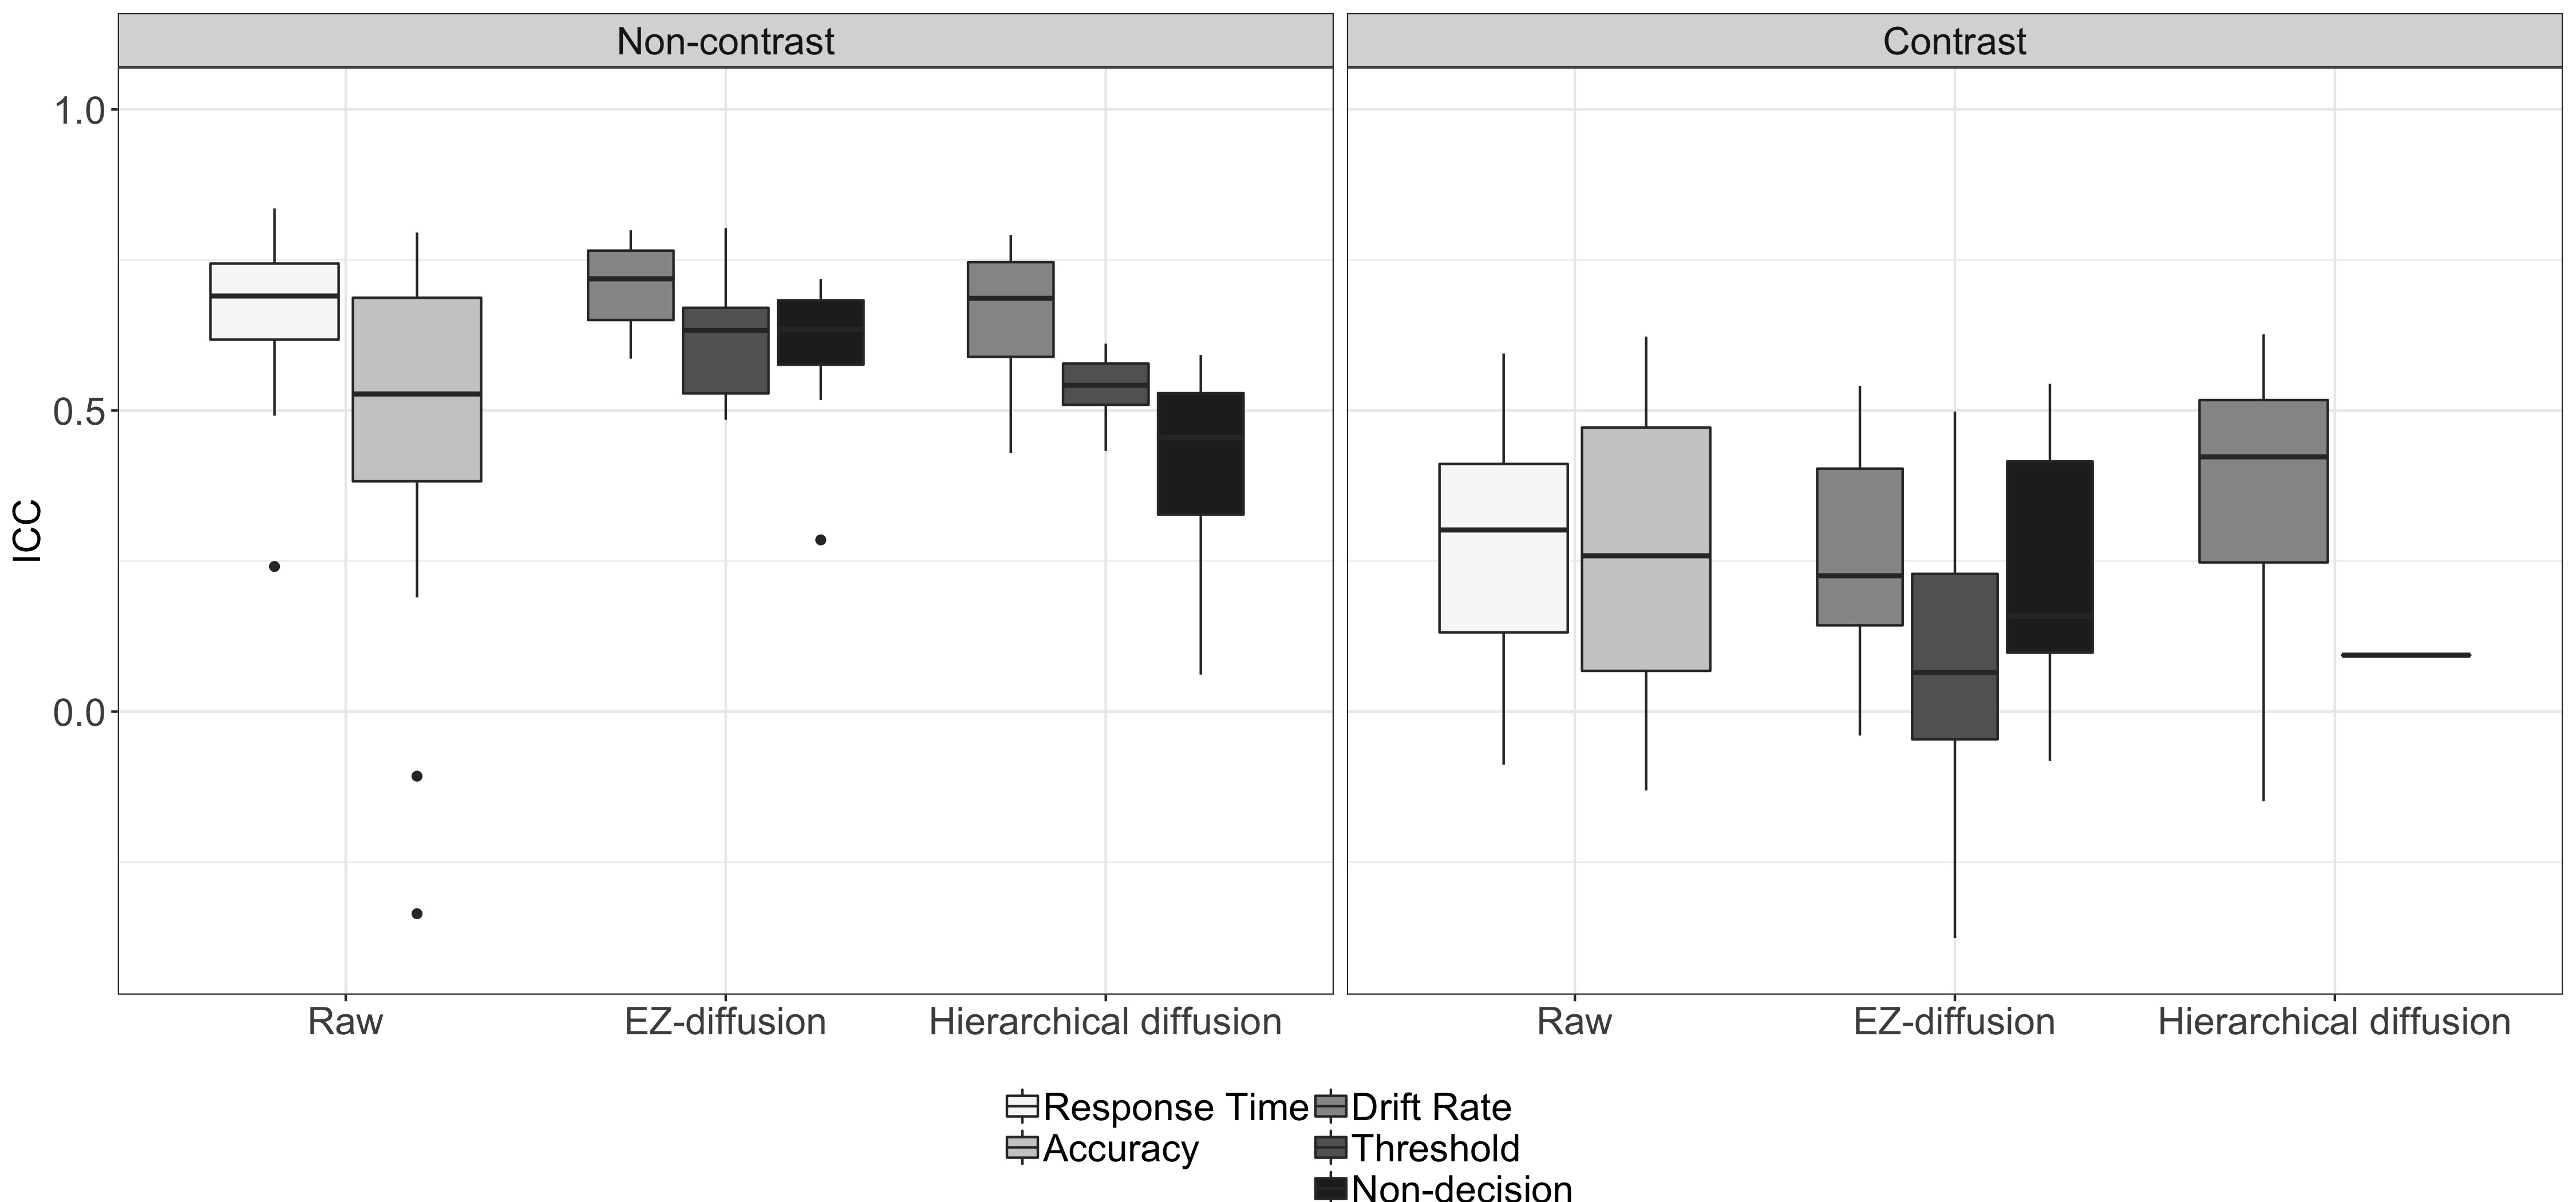 Non-contrast Contrast
1.0
0.5
0.0
ICC
Raw EZ-diffusion Hierarchical diffusion Raw EZ-diffusion Hierarchical diffusion
Response Time Drift Rate
Accuracy Threshold
Non-decision